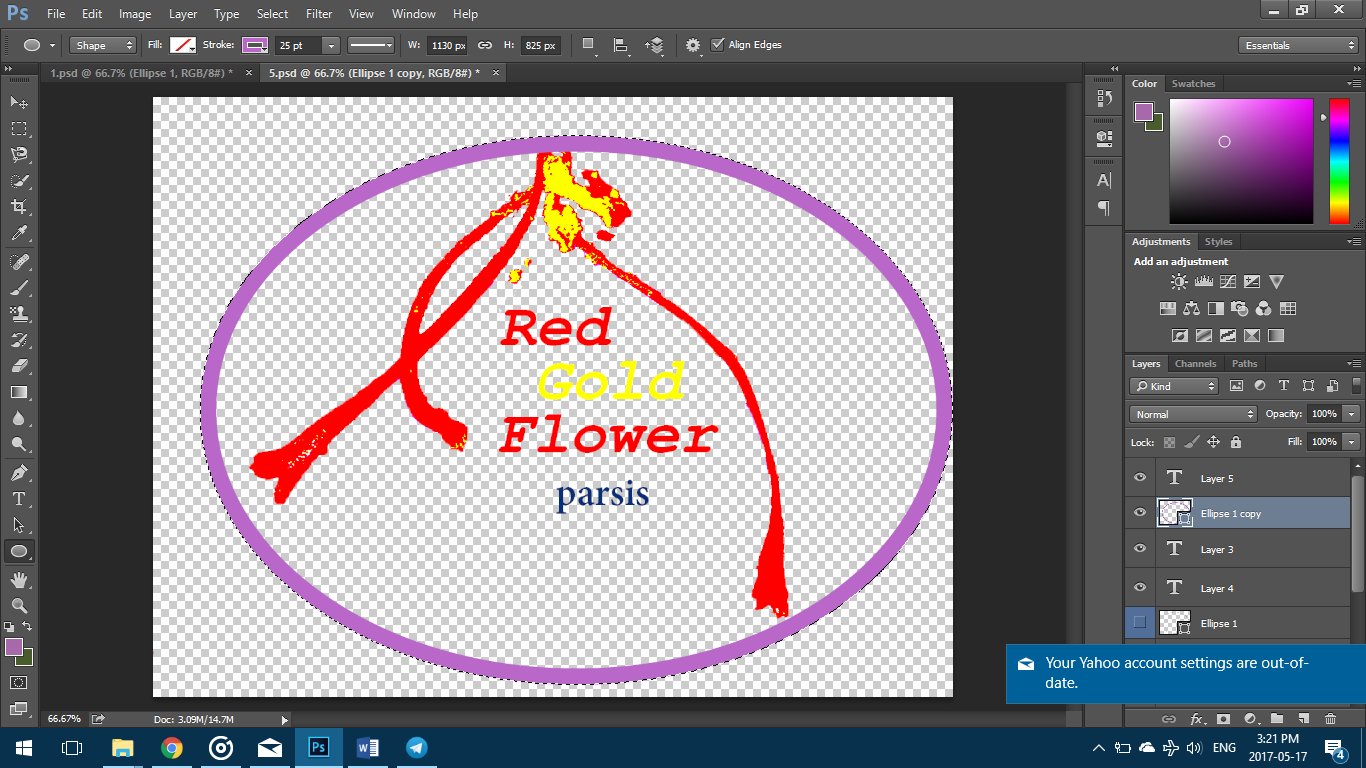 Ps File Edit Image Layer Type Select Filter View Window Help
Shape Fill: Stroke: 25 pt W: 1130 px H: 825 px Align Edges Essentials
1.psd @ 66.7% (Ellipse 1, RGB/8#) * × 5.psd @ 66.7% (Ellipse 1 copy, RGB/8#) * ×
Color Swatches
Red
Gold
Flower
parsis
Adjustments Styles
Add an adjustment
Layers Channels Paths
Kind
Normal Opacity: 100%
Lock: Fill: 100%
Layer 5
Ellipse 1 copy
Layer 3
Layer 4
Ellipse 1
Your Yahoo account settings are out-of-
date.
66.67% Doc: 3.09M/14.7M
ENG 3:21 PM
2017-05-17 4